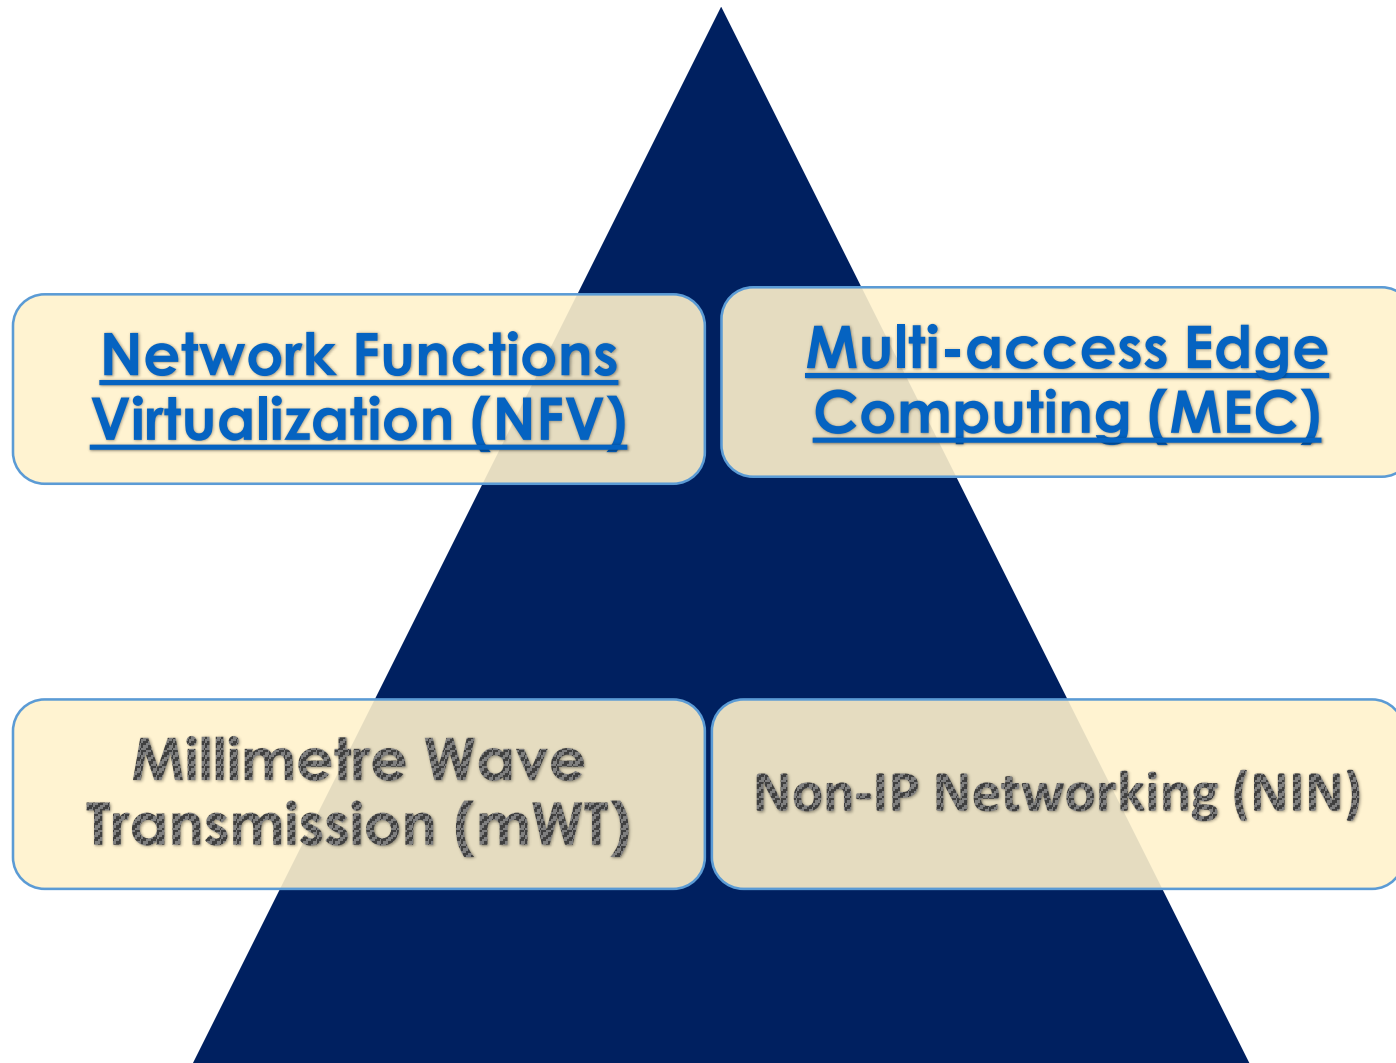 Network Functions
Virtualization (NFV)
Multi-access Edge
Computing (MEC)
Millimetre Wave
Transmission (mWT)
Non-IP Networking (NIN)